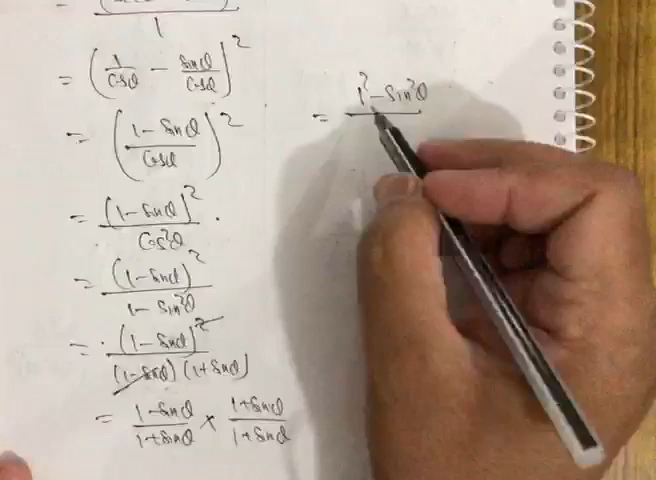 1
= (1/Cosθ - Sinθ/Cosθ)²
= (1 - Sinθ/Cosθ)²
= (1 - Sinθ)²/Cos²θ .
= (1 - Sinθ)²/1 - Sin²θ
= (1 - Sinθ)²/(1 - Sinθ)(1 + Sinθ)
= 1 - Sinθ/1 + Sinθ × 1 + Sinθ/1 + Sinθ
= 1² - Sin²θ